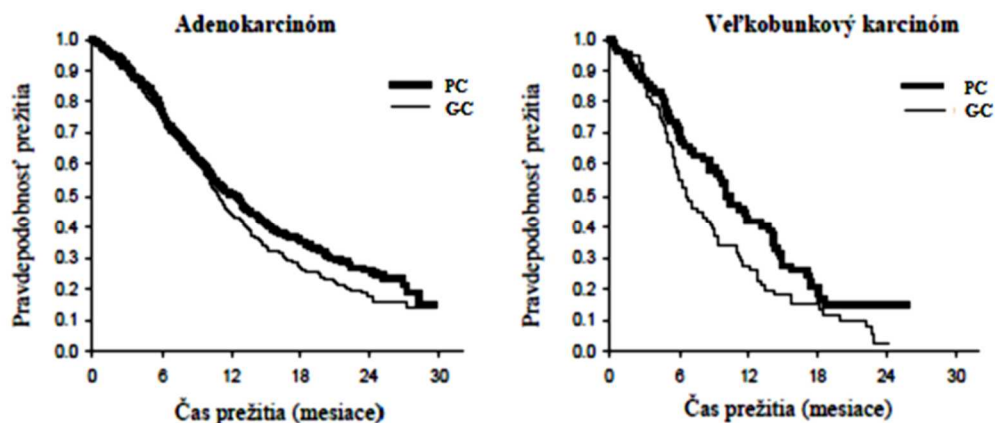 Adenokarcinóm
Pravdepodobnosť prežitia
1.0
0.9
0.8
0.7
0.6
0.5
0.4
0.3
0.2
0.1
0.0
PC
GC
0 6 12 18 24 30
Čas prežitia (mesiace)
Veľkobunkový karcinóm
Pravdepodobnosť prežitia
1.0
0.9
0.8
0.7
0.6
0.5
0.4
0.3
0.2
0.1
0.0
PC
GC
0 6 12 18 24 30
Čas prežitia (mesiace)